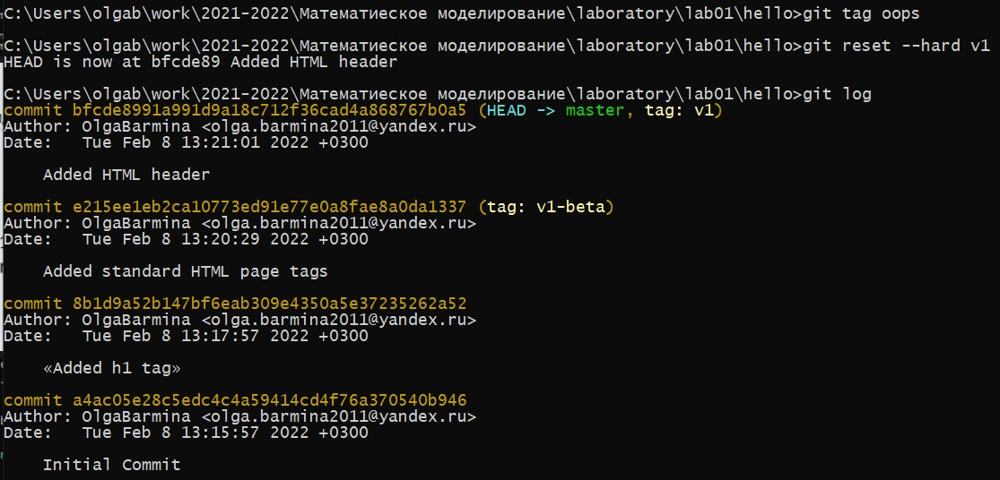 C:\Users\olgab\work\2021-2022\Математиеское моделирование\laboratory\lab01\hello>git tag oops
C:\Users\olgab\work\2021-2022\Математиеское моделирование\laboratory\lab01\hello>git reset --hard v1
HEAD is now at bfcde89 Added HTML header
C:\Users\olgab\work\2021-2022\Математиеское моделирование\laboratory\lab01\hello>git log
commit bfcde8991a991d9a18c712f36cad4a868767b0a5 (HEAD -> master, tag: v1)
Author: OlgaBarmina <olga.barmina2011@yandex.ru>
Date:   Tue Feb 8 13:21:01 2022 +0300
    Added HTML header
commit e215ee1eb2ca10773ed91e77e0a8fae8a0da1337 (tag: v1-beta)
Author: OlgaBarmina <olga.barmina2011@yandex.ru>
Date:   Tue Feb 8 13:20:29 2022 +0300
    Added standard HTML page tags
commit 8b1d9a52b147bf6eab309e4350a5e37235262a52
Author: OlgaBarmina <olga.barmina2011@yandex.ru>
Date:   Tue Feb 8 13:17:57 2022 +0300
    «Added h1 tag»
commit a4ac05e28c5edc4c4a59414cd4f76a370540b946
Author: OlgaBarmina <olga.barmina2011@yandex.ru>
Date:   Tue Feb 8 13:15:57 2022 +0300
    Initial Commit